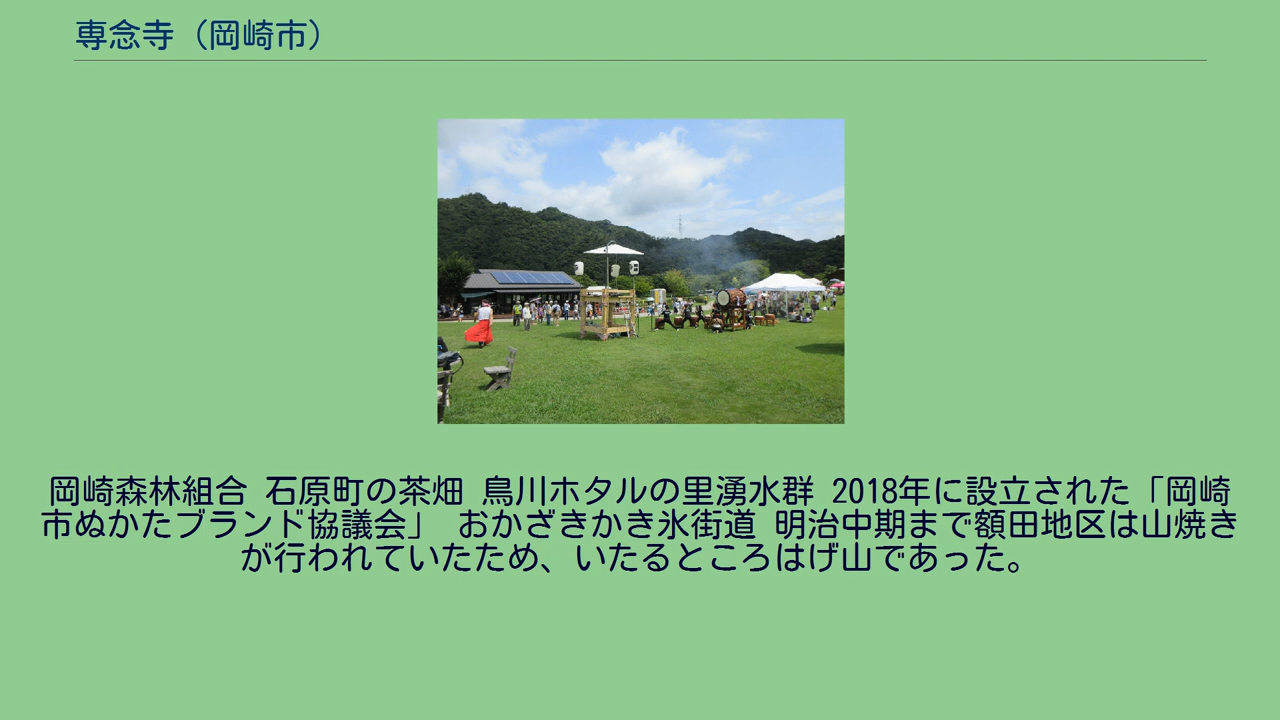 専念寺（岡崎市）
岡崎森林組合 石原町の茶畑 鳥川ホタルの里湧水群 2018年に設立された「岡崎
市ぬかたブランド協議会」 おかざきかき氷街道 明治中期まで額田地区は山焼き
が行われていたため、いたるところはげ山であった。